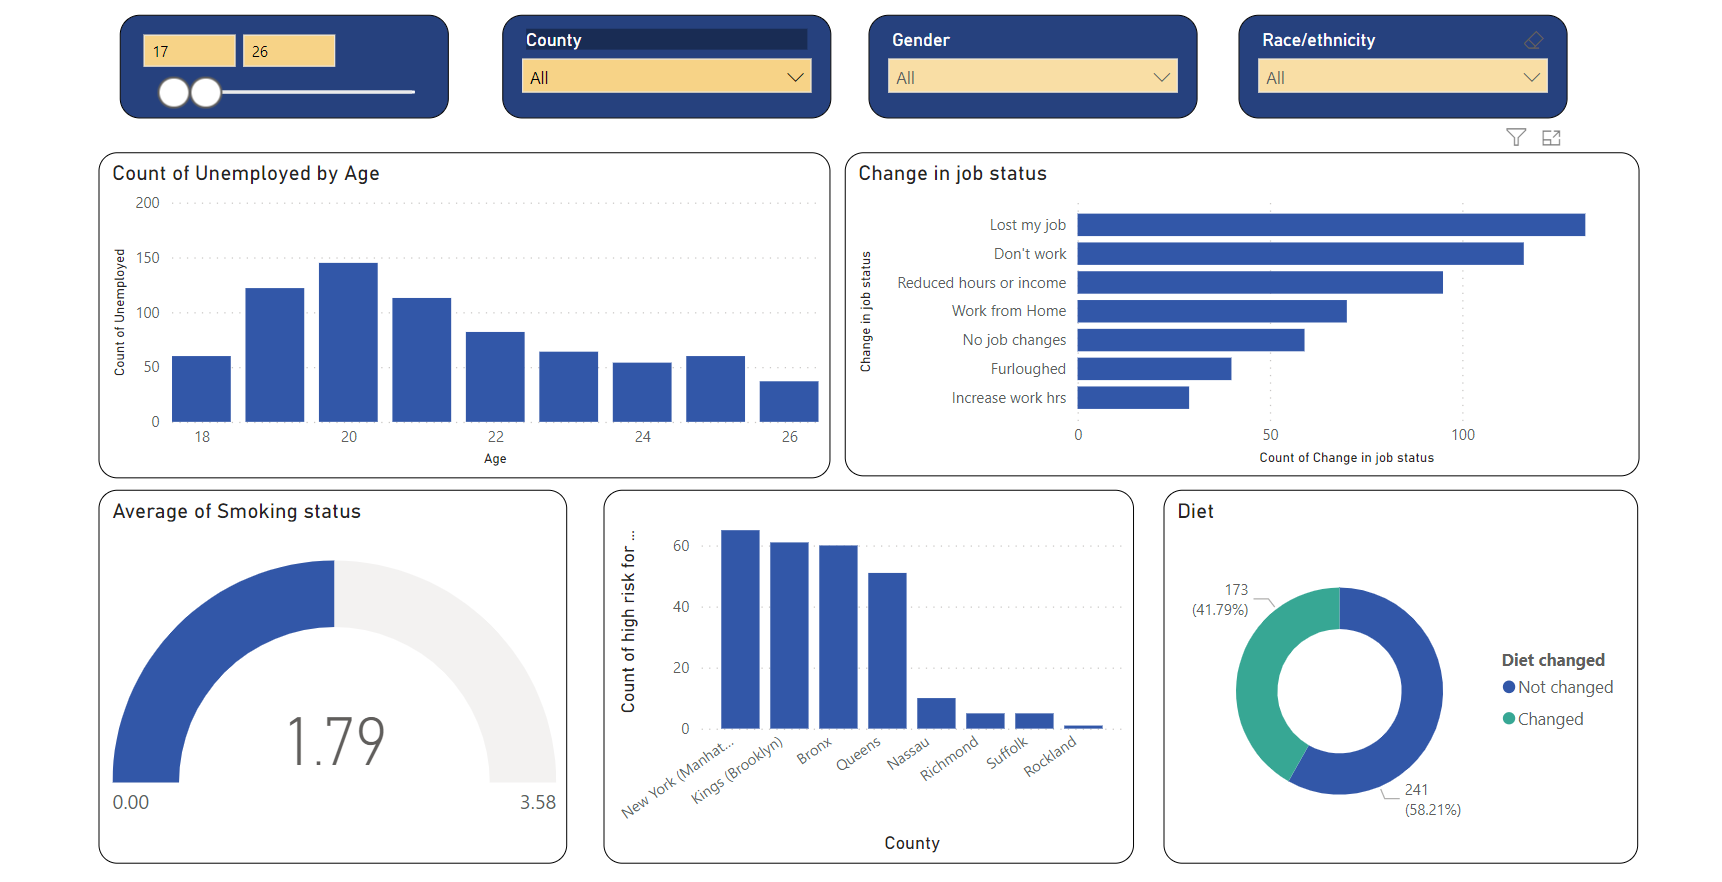 17
26
County
All
Gender
All
Race/ethnicity
All
Count of Unemployed by Age
Count of Unemployed
200
150
100
50
0
18
20
22
24
26
Age
Change in job status
Change in job status
Lost my job
Don't work
Reduced hours or income
Work from Home
No job changes
Furloughed
Increase work hrs
0
50
100
Count of Change in job status
Average of Smoking status
1.79
0.00
3.58
Count of high risk for ...
60
40
20
0
New York (Manhat...
Kings (Brooklyn)
Bronx
Queens
Nassau
Richmond
Suffolk
Rockland
County
Diet
173
(41.79%)
241
(58.21%)
Diet changed
Not changed
Changed